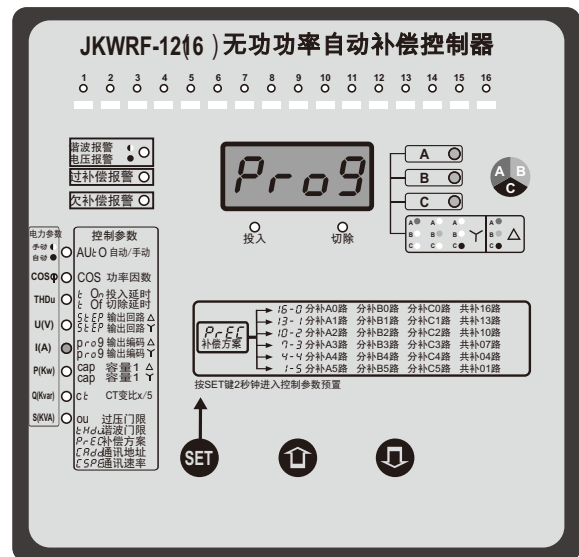 JKWRF-12(16)无功功率自动补偿控制器
1 2 3 4 5 6 7 8 9 10 11 12 13 14 15 16
谐波报警
电压报警
过补偿报警
欠补偿报警
Prog
投入 切除
A
B
C
A B
C
A A A A
B B B B
C C C C
电力参数
手动
自动
COSφ
THDu
U(V)
I(A)
P(Kw)
Q(Kvar)
S(KVA)
控制参数
AUtO 自动/手动
COS 功率因数
t On 投入延时
t Of 切除延时
StEP 输出回路 △
StEP 输出回路 Y
prog 输出编码 △
prog 输出编码 Y
cap 容量1 △
cap 容量1 Y
ct CT变比x/5
ou 过压门限
tHdu 谐波门限
PrEC 补偿方案
CAdd 通讯地址
CSPE 通讯速率
PrEC
补偿方案
16-0 分补A0路 分补B0路 分补C0路 共补16路
13-1 分补A1路 分补B1路 分补C1路 共补13路
10-2 分补A2路 分补B2路 分补C2路 共补10路
7-3 分补A3路 分补B3路 分补C3路 共补07路
4-4 分补A4路 分补B4路 分补C4路 共补04路
1-5 分补A5路 分补B5路 分补C5路 共补01路
按SET键2秒钟进入控制参数预置
SET